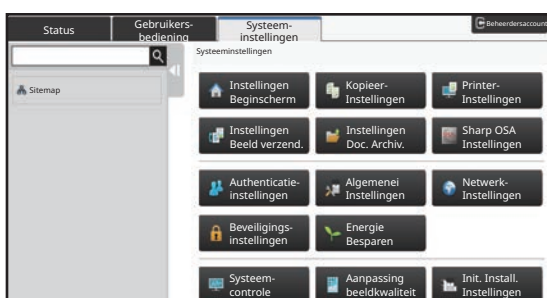 Status
Gebruikers-
bediening
Systeem-
instellingen
Beheerdersaccount
Systeeminstellingen
Sitemap
Instellingen
Beginscherm
Kopieer-
Instellingen
Printer-
Instellingen
Instellingen
Beeld verzend.
Instellingen
Doc. Archiv.
Sharp OSA
Instellingen
Authenticatie-
instellingen
Algemenei
Instellingen
Netwerk-
Instellingen
Beveiligings-
instellingen
Energie
Besparen
Systeem-
controle
Aanpassing
beeldkwaliteit
Init. Install.
Instellingen